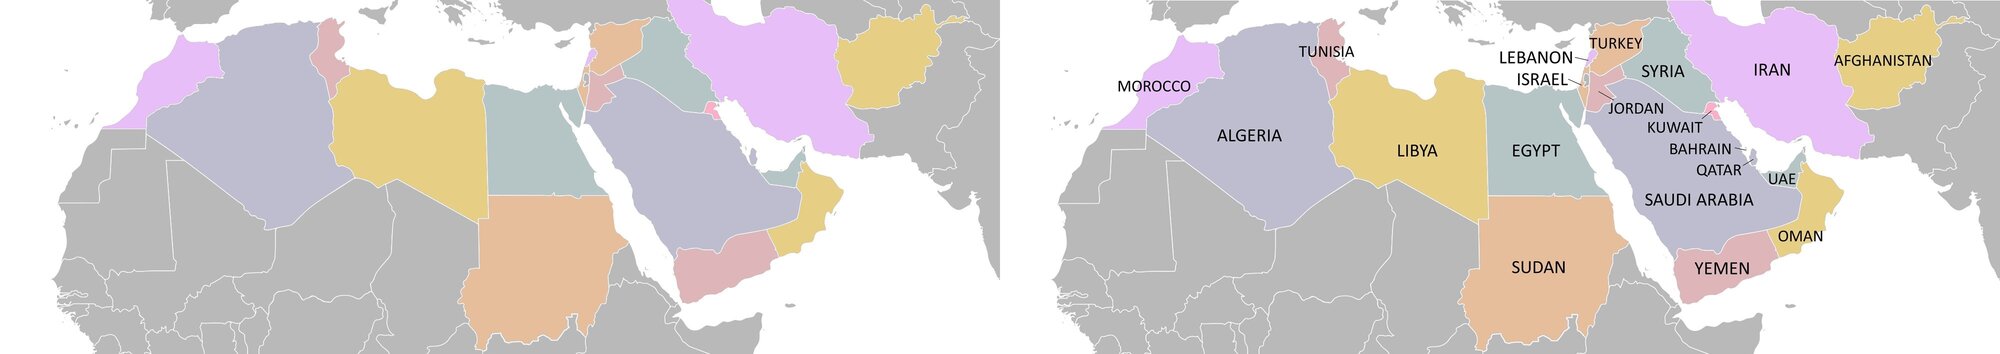 TUNISIA
TURKEY
LEBANON
AFGHANISTAN
SYRIA
IRAN
ISRAEL
MOROCCO
JORDAN
KUWAIT
ALGERIA
LIBYA
EGYPT
BAHRAIN
QATAR
UAE
SAUDI ARABIA
OMAN
SUDAN
YEMEN